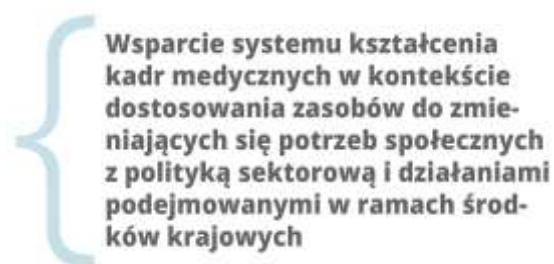 Wsparcie systemu kształcenia
kadr medycznych w kontekście
dostosowania zasobów do zmie-
niających się potrzeb społecznych
z polityką sektorową i działaniami
podejmowanymi w ramach środ-
ków krajowych